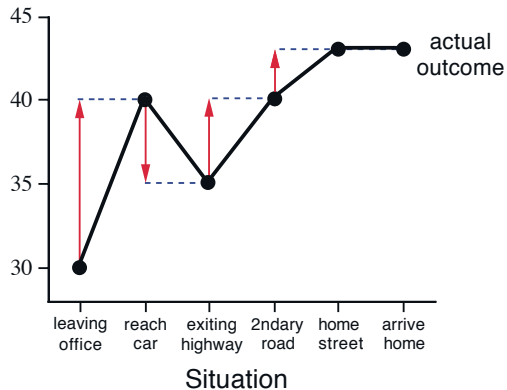 45
40
35
30
actual
outcome
leaving
office
reach
car
exiting
highway
2ndary
road
home
street
arrive
home
Situation